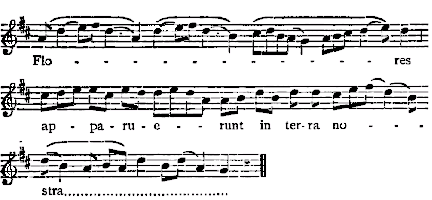 Flo - - - - - - - - - res
ap - pa - ru - e - - runt in ter-ra no - - -
stra........................................